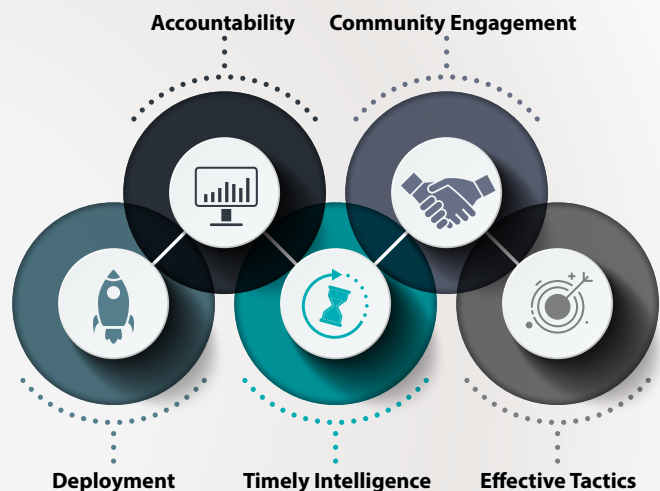 Accountability
Community Engagement
Deployment
Timely Intelligence
Effective Tactics